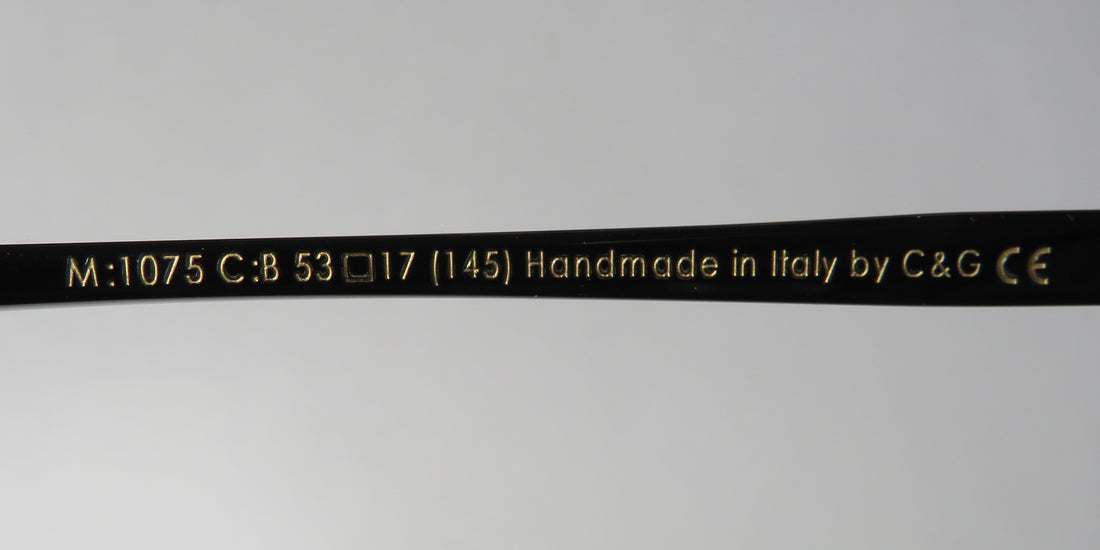 M:1075 C:B 53□17 (145) Handmade in Italy by C&G CE